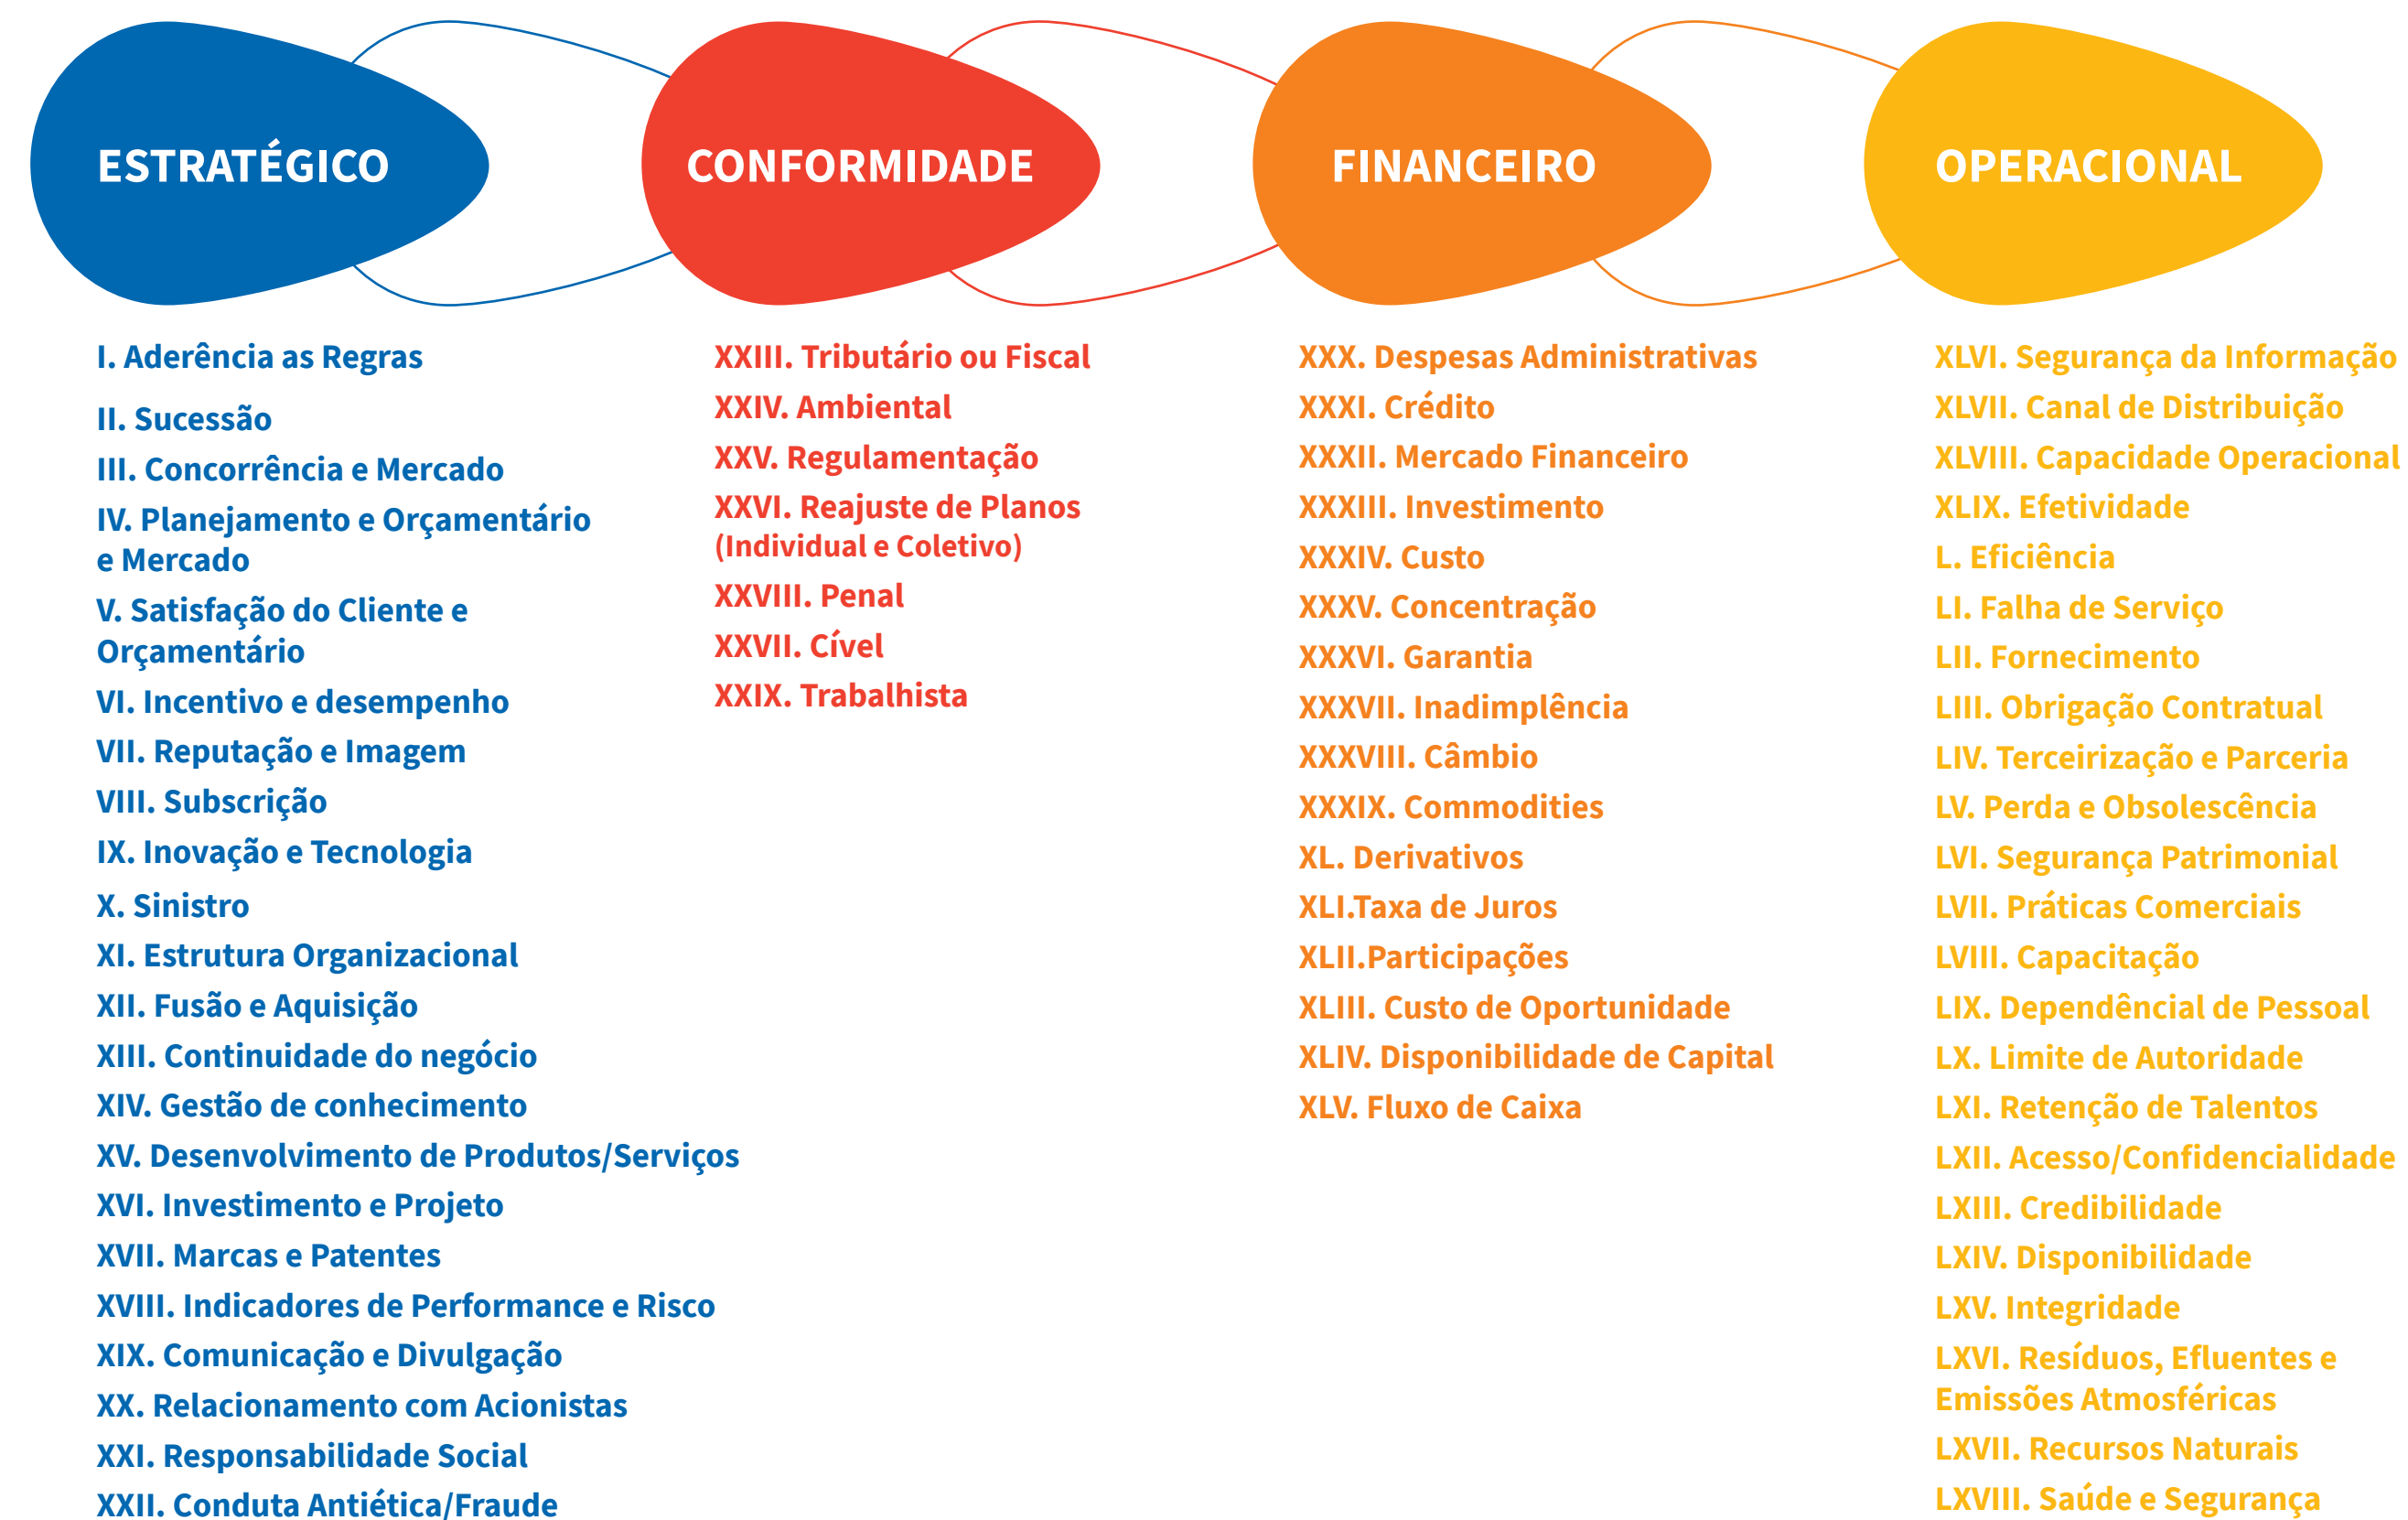 ESTRATÉGICO
I. Aderência as Regras
II. Sucessão
III. Concorrência e Mercado
IV. Planejamento e Orçamentário
e Mercado
V. Satisfação do Cliente e
Orçamentário
VI. Incentivo e desempenho
VII. Reputação e Imagem
VIII. Subscrição
IX. Inovação e Tecnologia
X. Sinistro
XI. Estrutura Organizacional
XII. Fusão e Aquisição
XIII. Continuidade do negócio
XIV. Gestão de conhecimento
XV. Desenvolvimento de Produtos/Serviços
XVI. Investimento e Projeto
XVII. Marcas e Patentes
XVIII. Indicadores de Performance e Risco
XIX. Comunicação e Divulgação
XX. Relacionamento com Acionistas
XXI. Responsabilidade Social
XXII. Conduta Antiética/Fraude
CONFORMIDADE
XXIII. Tributário ou Fiscal
XXIV. Ambiental
XXV. Regulamentação
XXVI. Reajuste de Planos
(Individual e Coletivo)
XXVIII. Penal
XXVII. Cível
XXIX. Trabalhista
FINANCEIRO
XXX. Despesas Administrativas
XXXI. Crédito
XXXII. Mercado Financeiro
XXXIII. Investimento
XXXIV. Custo
XXXV. Concentração
XXXVI. Garantia
XXXVII. Inadimplência
XXXVIII. Câmbio
XXXIX. Commodities
XL. Derivativos
XLI.Taxa de Juros
XLII.Participações
XLIII. Custo de Oportunidade
XLIV. Disponibilidade de Capital
XLV. Fluxo de Caixa
OPERACIONAL
XLVI. Segurança da Informação
XLVII. Canal de Distribuição
XLVIII. Capacidade Operacional
XLIX. Efetividade
L. Eficiência
LI. Falha de Serviço
LII. Fornecimento
LIII. Obrigação Contratual
LIV. Terceirização e Parceria
LV. Perda e Obsolescência
LVI. Segurança Patrimonial
LVII. Práticas Comerciais
LVIII. Capacitação
LIX. Dependêncial de Pessoal
LX. Limite de Autoridade
LXI. Retenção de Talentos
LXII. Acesso/Confidencialidade
LXIII. Credibilidade
LXIV. Disponibilidade
LXV. Integridade
LXVI. Resíduos, Efluentes e
Emissões Atmosféricas
LXVII. Recursos Naturais
LXVIII. Saúde e Segurança